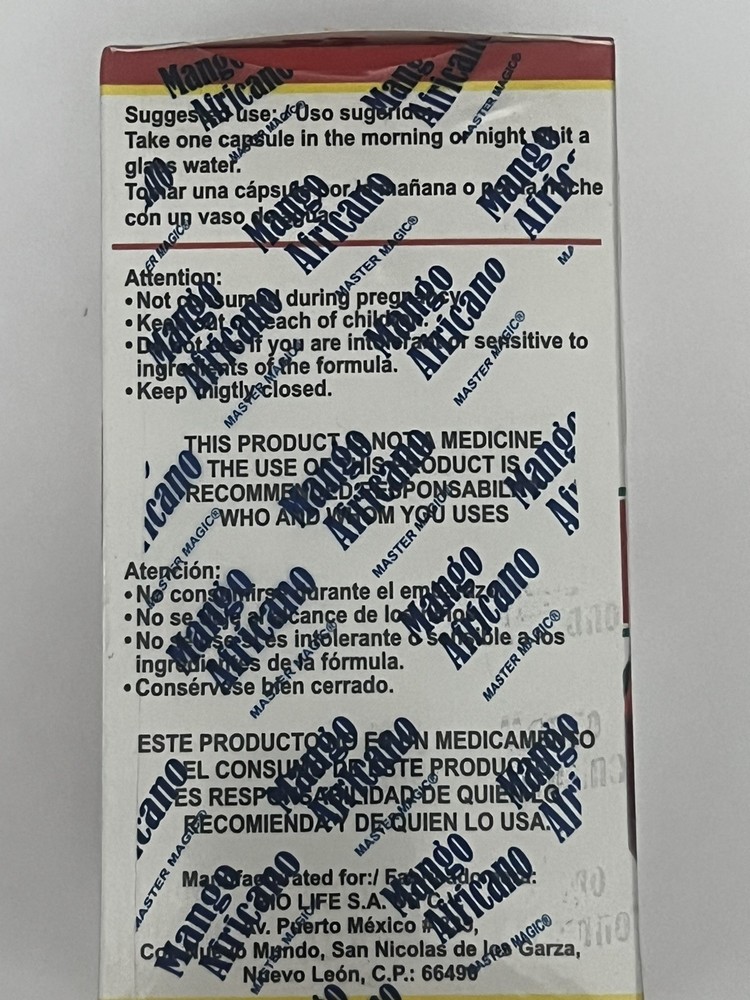 Suggested use: / Uso sugerido:
Take one capsule in the morning or night whit a
glass water.
Tomar una cápsula por la mañana o por la noche
con un vaso de agua.
Attention:
• Not consumed during pregnancy.
• Keep out of reach of children.
• Do not use if you are intolerant or sensitive to
ingredients of the formula.
• Keep thigtly closed.
THIS PRODUCT IS NOT A MEDICINE
THE USE OF THIS PRODUCT IS
RECOMMENDED RESPONSABILITY
WHO AND WHOM YOU USES
Atención:
• No consumirse durante el embarazo.
• No se deje al alcance de los niños.
• No se use si es intolerante o sensible a los
ingredientes de la fórmula.
• Consérvese bien cerrado.
ESTE PRODUCTO NO ES UN MEDICAMENTO
EL CONSUMO DE ESTE PRODUCTO
ES RESPONSABILIDAD DE QUIEN LO
RECOMIENDA Y DE QUIEN LO USA.
Manufacturated for:/ Fabricado para:
LIFE S.A. DE C.V.
Av. Puerto México
Col. Nuevo Mundo, San Nicolas de los Garza,
Nuevo León, C.P.: 66490
Mango
Africano
MASTER MAGIC®